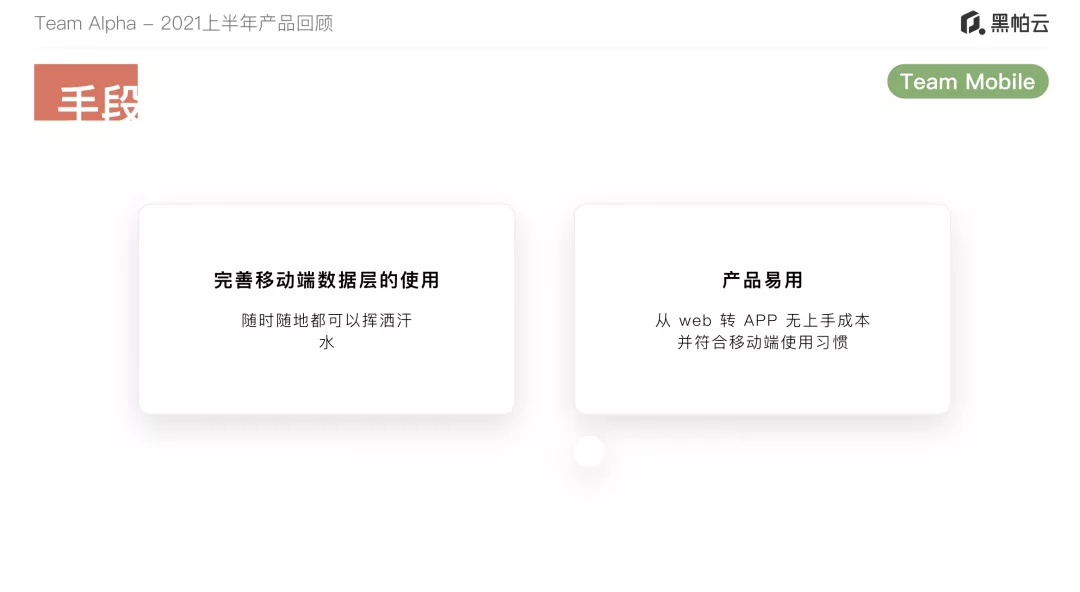 Team Alpha – 2021上半年产品回顾
黑帕云
手段
Team Mobile
完善移动端数据层的使用
随时随地都可以挥洒汗
水
产品易用
从 web 转 APP 无上手成本
并符合移动端使用习惯